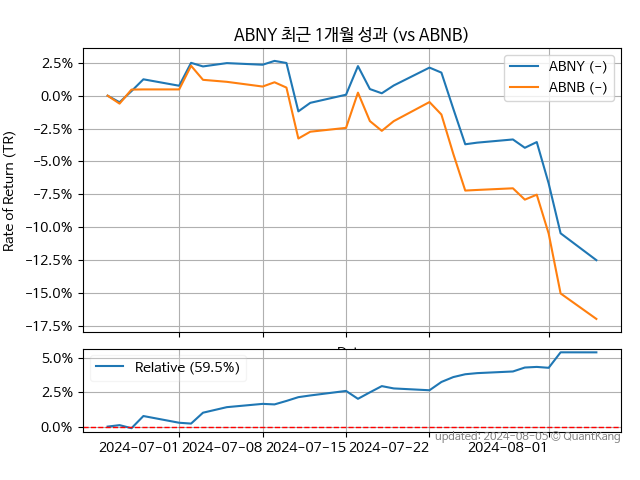 ABNY 최근 1개월 성과 (vs ABNB)
2.5%
0.0%
−2.5%
−5.0%
−7.5%
−10.0%
−12.5%
−15.0%
−17.5%
Rate of Return (TR)
ABNY (-)
ABNB (-)
5.0%
2.5%
0.0%
Relative (59.5%)
updated: 2024-08-05 © QuantKang
2024-07-01 2024-07-08 2024-07-15 2024-07-22 2024-08-01